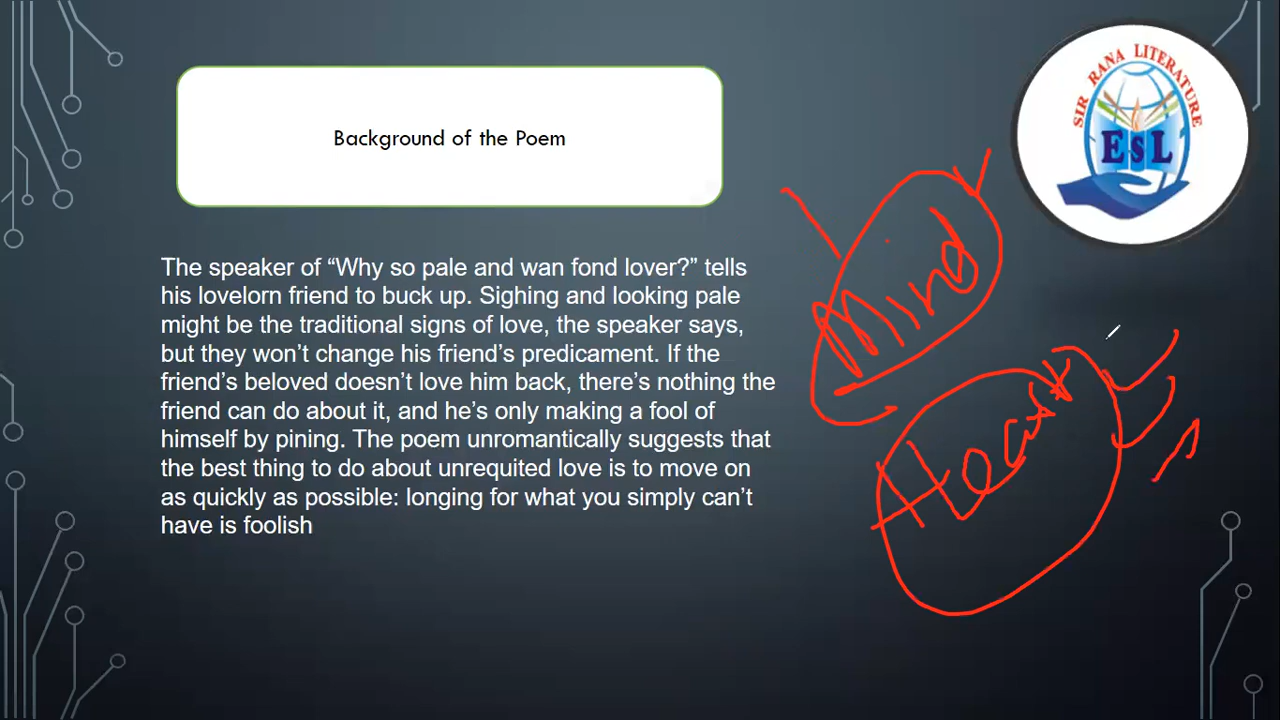 Background of the Poem
SIR RANA LITERATURE
ESL
The speaker of “Why so pale and wan fond lover?” tells
his lovelorn friend to buck up. Sighing and looking pale
might be the traditional signs of love, the speaker says,
but they won’t change his friend’s predicament. If the
friend’s beloved doesn’t love him back, there’s nothing the
friend can do about it, and he’s only making a fool of
himself by pining. The poem unromantically suggests that
the best thing to do about unrequited love is to move on
as quickly as possible: longing for what you simply can’t
have is foolish
Mind
Heart